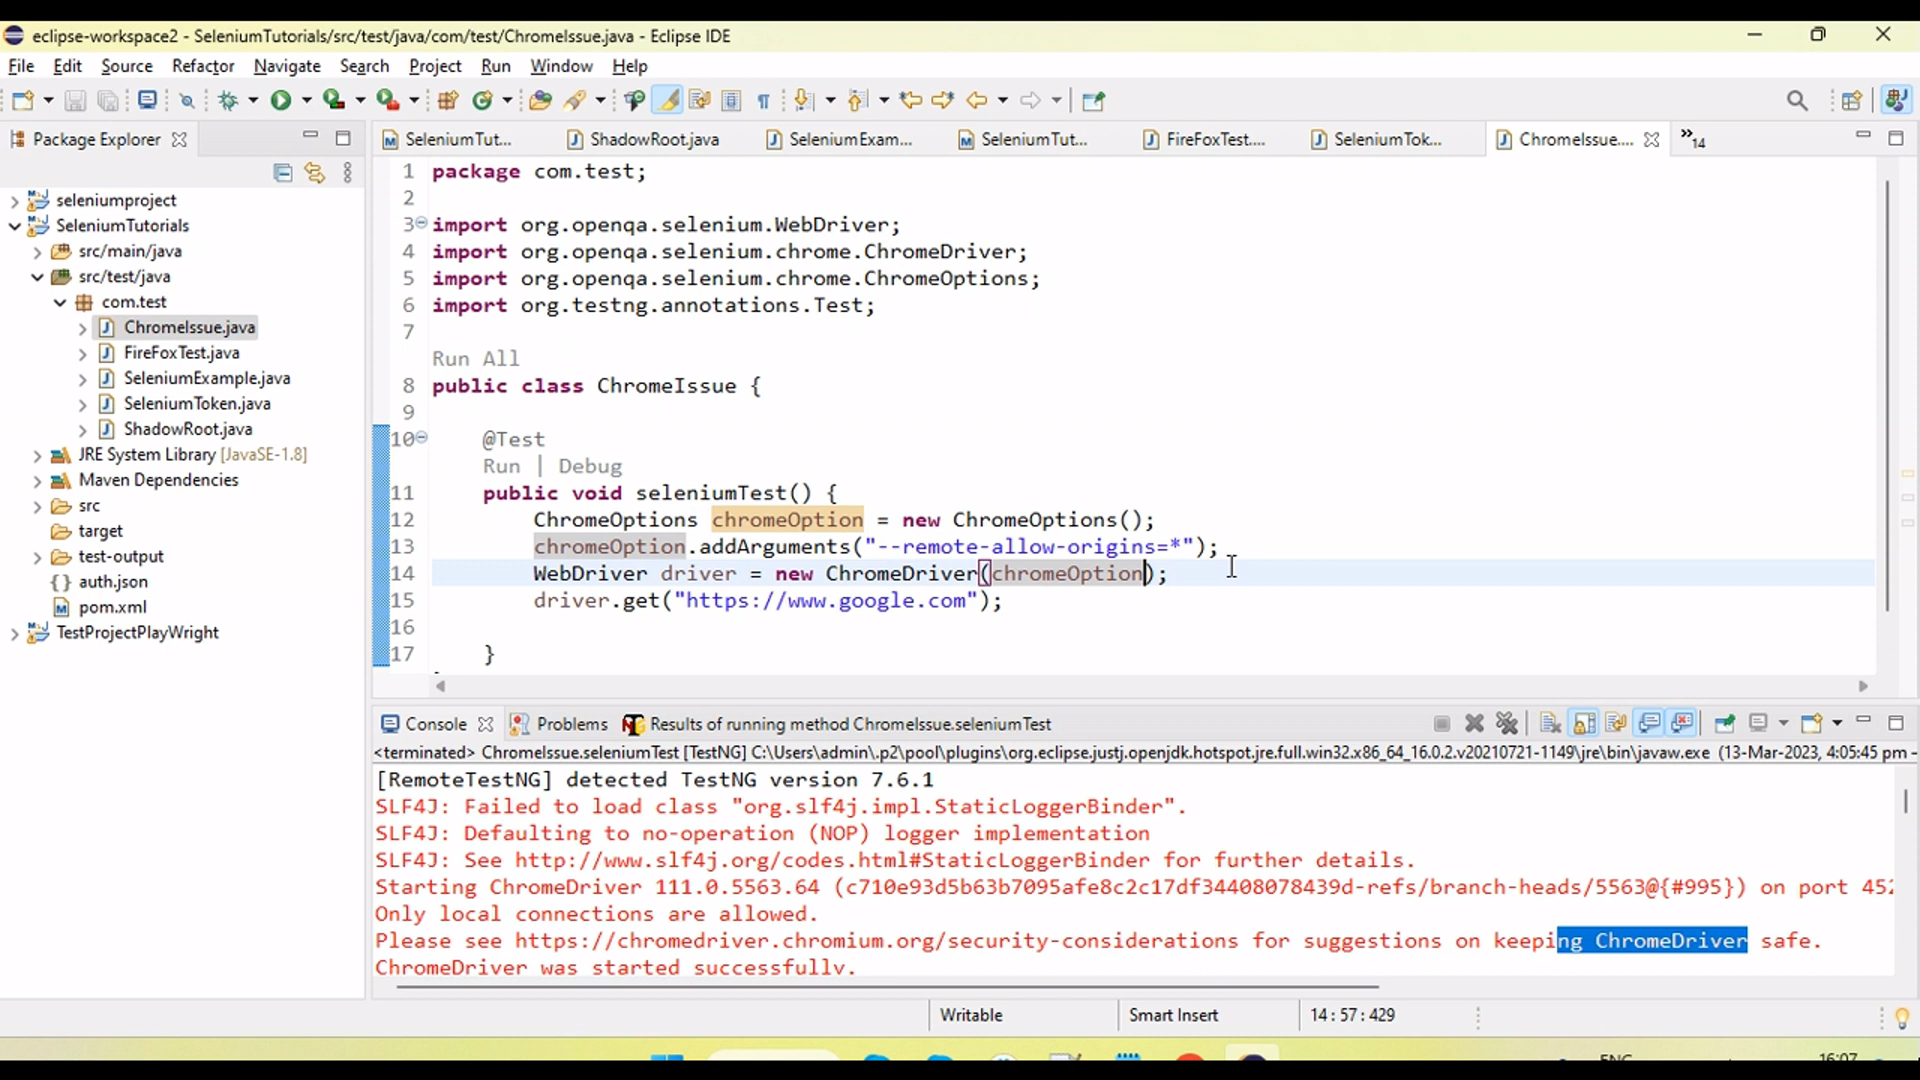 eclipse-workspace2 - SeleniumTutorials/src/test/java/com/test/ChromeIssue.java - Eclipse IDE
File Edit Source Refactor Navigate Search Project Run Window Help
Package Explorer
SeleniumTut... ShadowRoot.java SeleniumExam... SeleniumTut... FireFoxTest.... SeleniumTok... ChromeIssue.... »14
seleniumproject
SeleniumTutorials
src/main/java
src/test/java
com.test
ChromeIssue.java
FireFoxTest.java
SeleniumExample.java
SeleniumToken.java
ShadowRoot.java
JRE System Library [JavaSE-1.8]
Maven Dependencies
src
target
test-output
auth.json
pom.xml
TestProjectPlayWright
1 package com.test;
2
3 import org.openqa.selenium.WebDriver;
4 import org.openqa.selenium.chrome.ChromeDriver;
5 import org.openqa.selenium.chrome.ChromeOptions;
6 import org.testng.annotations.Test;
7
Run All
8 public class ChromeIssue {
9
10 @Test
Run | Debug
11 public void seleniumTest() {
12 ChromeOptions chromeOption = new ChromeOptions();
13 chromeOption.addArguments("--remote-allow-origins=*");
14 WebDriver driver = new ChromeDriver(chromeOption);
15 driver.get("https://www.google.com");
16
17 }
Console Problems Results of running method ChromeIssue.seleniumTest
<terminated> ChromeIssue.seleniumTest [TestNG] C:\Users\admin\.p2\pool\plugins\org.eclipse.justj.openjdk.hotspot.jre.full.win32.x86_64_16.0.2.v20210721-1149\jre\bin\javaw.exe (13-Mar-2023, 4:05:45 pm –
[RemoteTestNG] detected TestNG version 7.6.1
SLF4J: Failed to load class "org.slf4j.impl.StaticLoggerBinder".
SLF4J: Defaulting to no-operation (NOP) logger implementation
SLF4J: See http://www.slf4j.org/codes.html#StaticLoggerBinder for further details.
Starting ChromeDriver 111.0.5563.64 (c710e93d5b63b7095afe8c2c17df34408078439d-refs/branch-heads/5563@{#995}) on port 452
Only local connections are allowed.
Please see https://chromedriver.chromium.org/security-considerations for suggestions on keeping ChromeDriver safe.
ChromeDriver was started successfully.
Writable Smart Insert 14 : 57 : 429
ENG 16:07